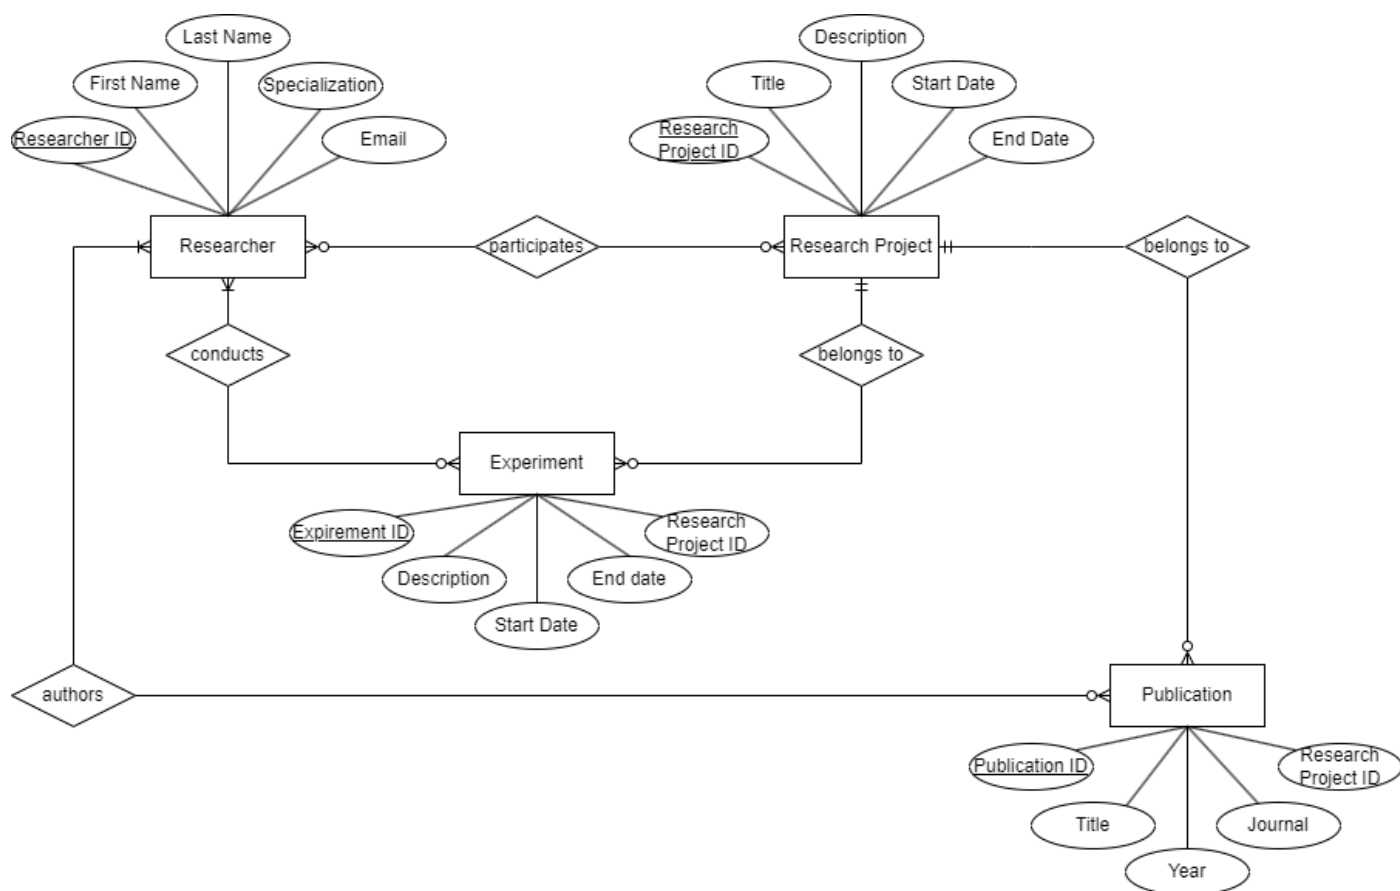 Last Name
First Name
Specialization
Researcher ID
Email
Description
Title
Start Date
Research
Project ID
End Date
Researcher
participates
Research Project
belongs to
conducts
belongs to
Experiment
Expirement ID
Research
Project ID
Description
End date
Start Date
authors
Publication
Publication ID
Research
Project ID
Title
Journal
Year